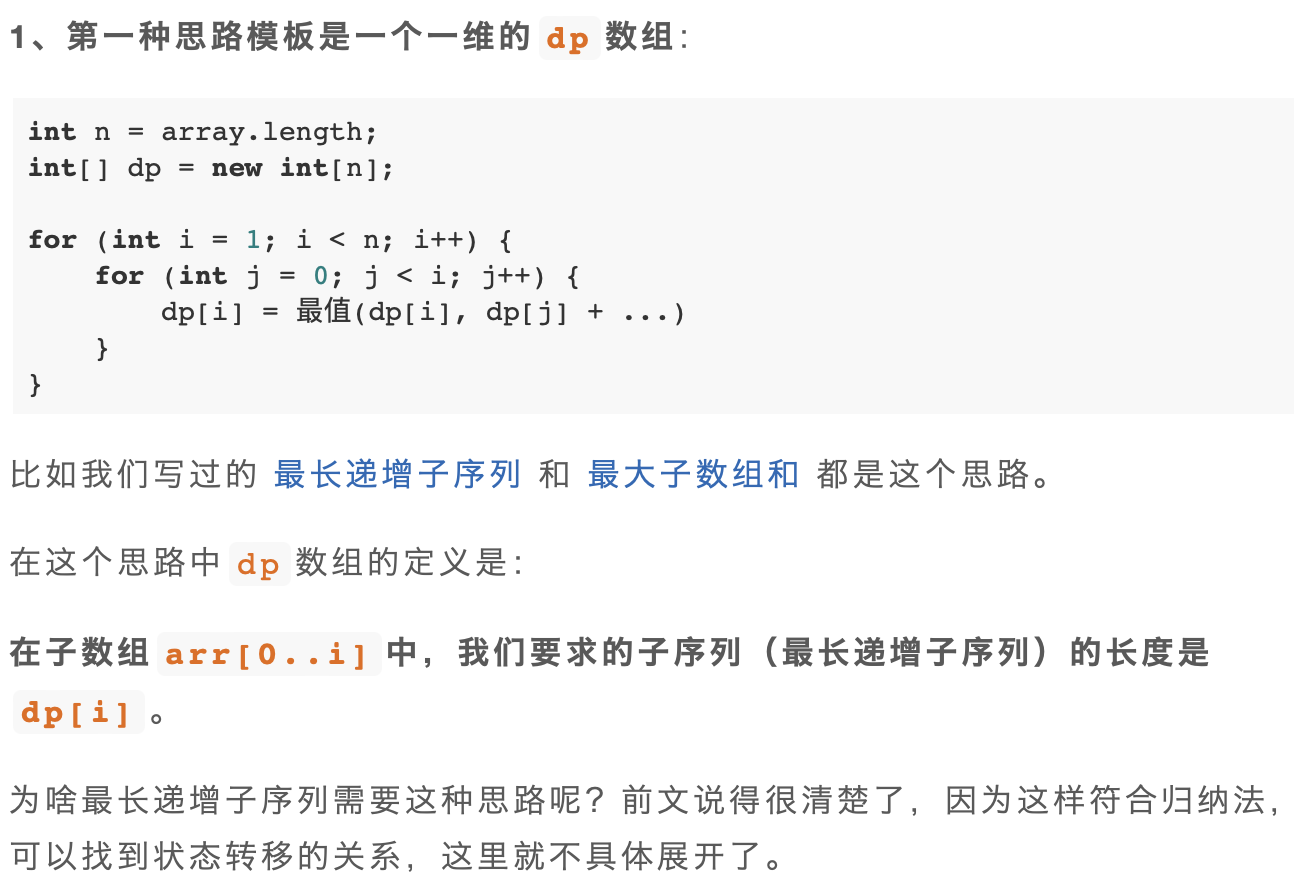 1、第一种思路模板是一个一维的 dp 数组：
int n = array.length;
int[] dp = new int[n];
for (int i = 1; i < n; i++) {
    for (int j = 0; j < i; j++) {
        dp[i] = 最值(dp[i], dp[j] + ...)
    }
}
比如我们写过的 最长递增子序列 和 最大子数组和 都是这个思路。
在这个思路中 dp 数组的定义是：
在子数组 arr[0..i] 中，我们要求的子序列（最长递增子序列）的长度是
dp[i] 。
为啥最长递增子序列需要这种思路呢？前文说得很清楚了，因为这样符合归纳法，
可以找到状态转移的关系，这里就不具体展开了。